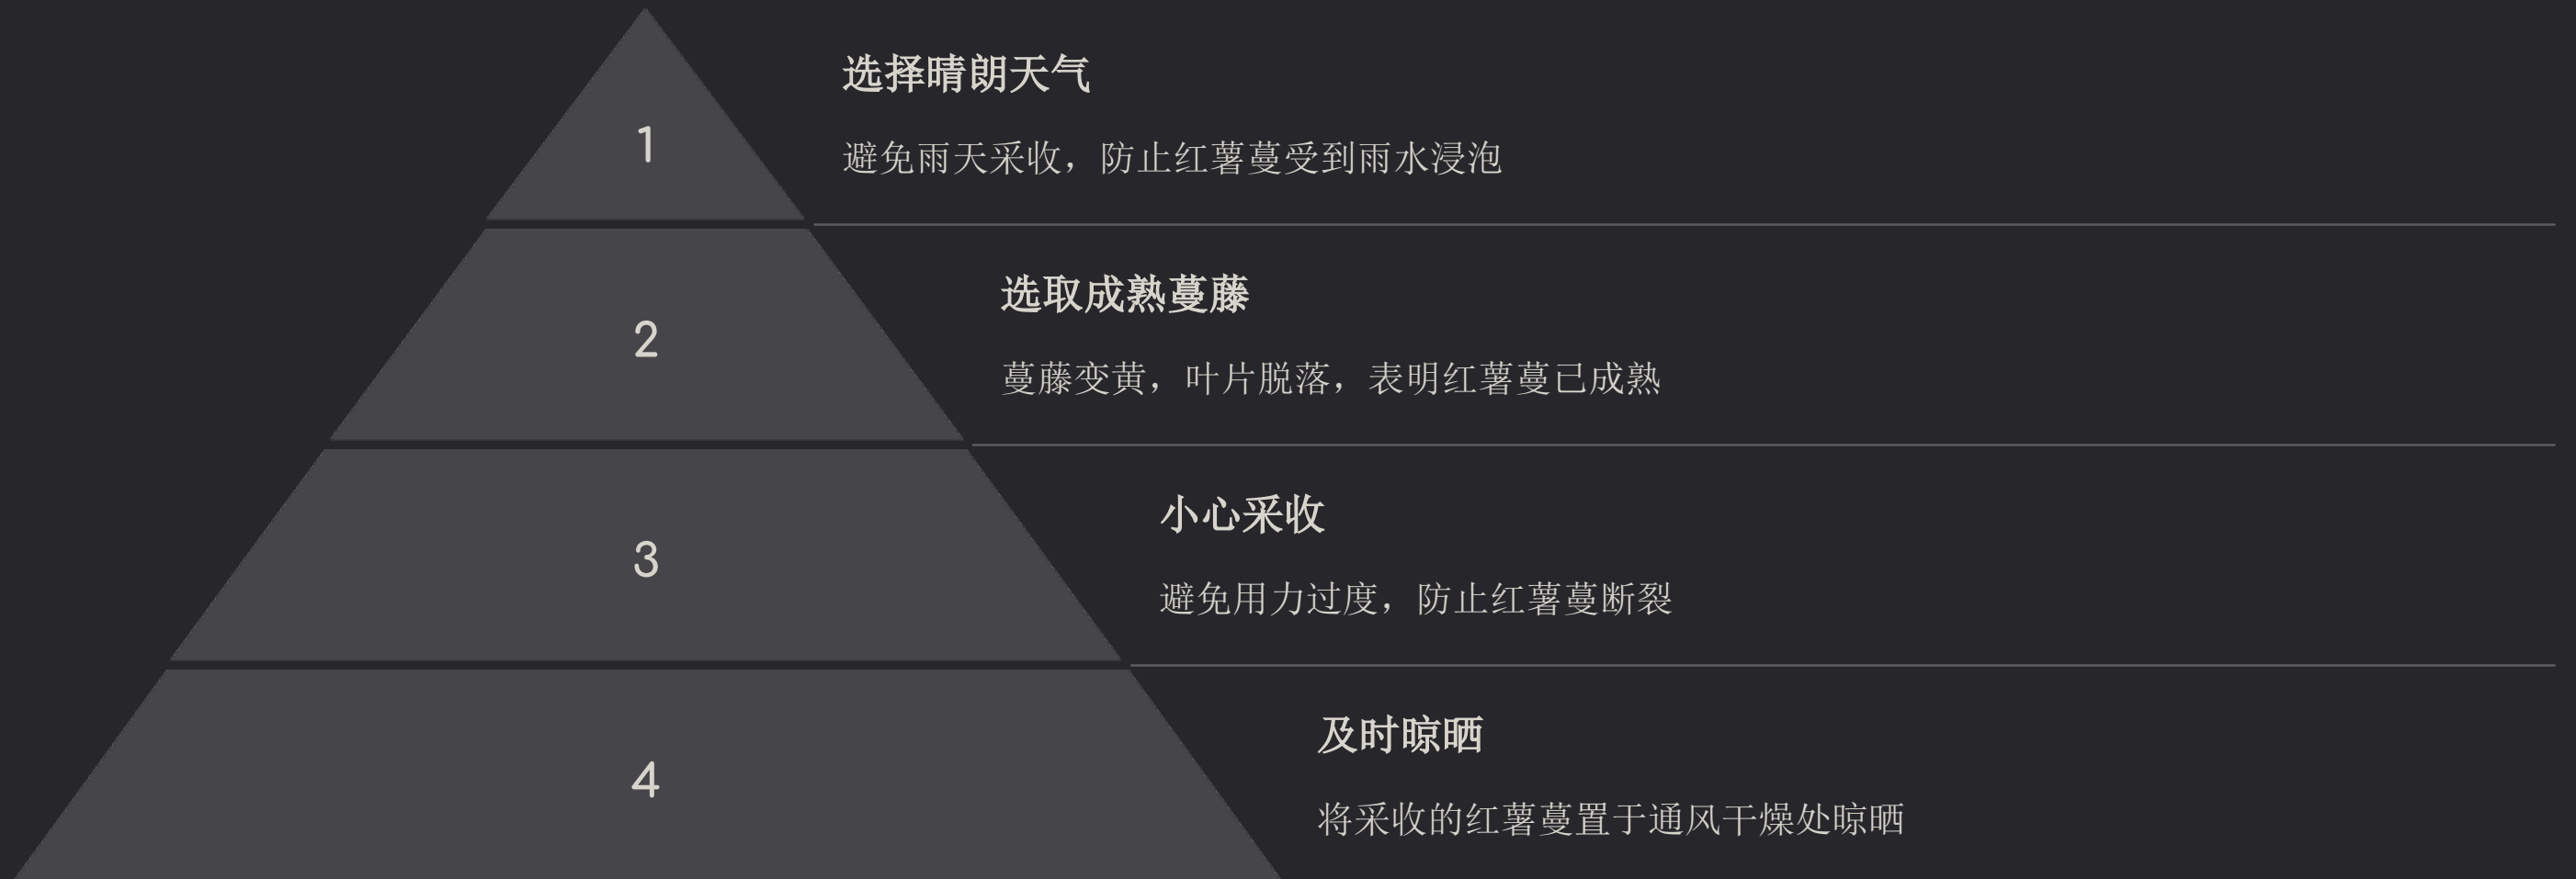 1
选择晴朗天气
避免雨天采收，防止红薯蔓受到雨水浸泡
2
选取成熟蔓藤
蔓藤变黄，叶片脱落，表明红薯蔓已成熟
3
小心采收
避免用力过度，防止红薯蔓断裂
4
及时晾晒
将采收的红薯蔓置于通风干燥处晾晒